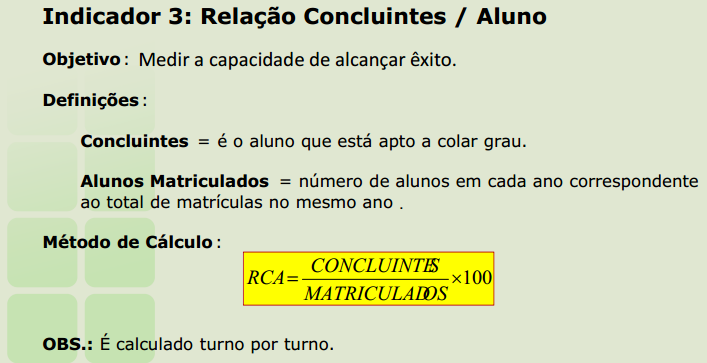 Indicador 3: Relação Concluintes / Aluno
Objetivo: Medir a capacidade de alcançar êxito.
Definições:
Concluintes = é o aluno que está apto a colar grau.
Alunos Matriculados = número de alunos em cada ano correspondente
ao total de matrículas no mesmo ano .
Método de Cálculo:
RCA = CONCLUINTES / MATRICULADOS × 100
OBS.: É calculado turno por turno.